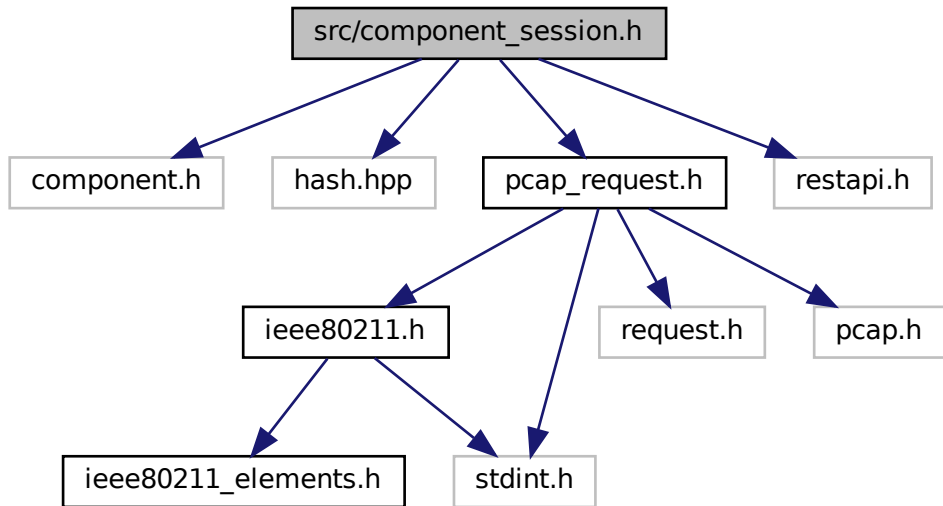 src/component_session.h
component.h
hash.hpp
pcap_request.h
restapi.h
ieee80211.h
request.h
pcap.h
ieee80211_elements.h
stdint.h